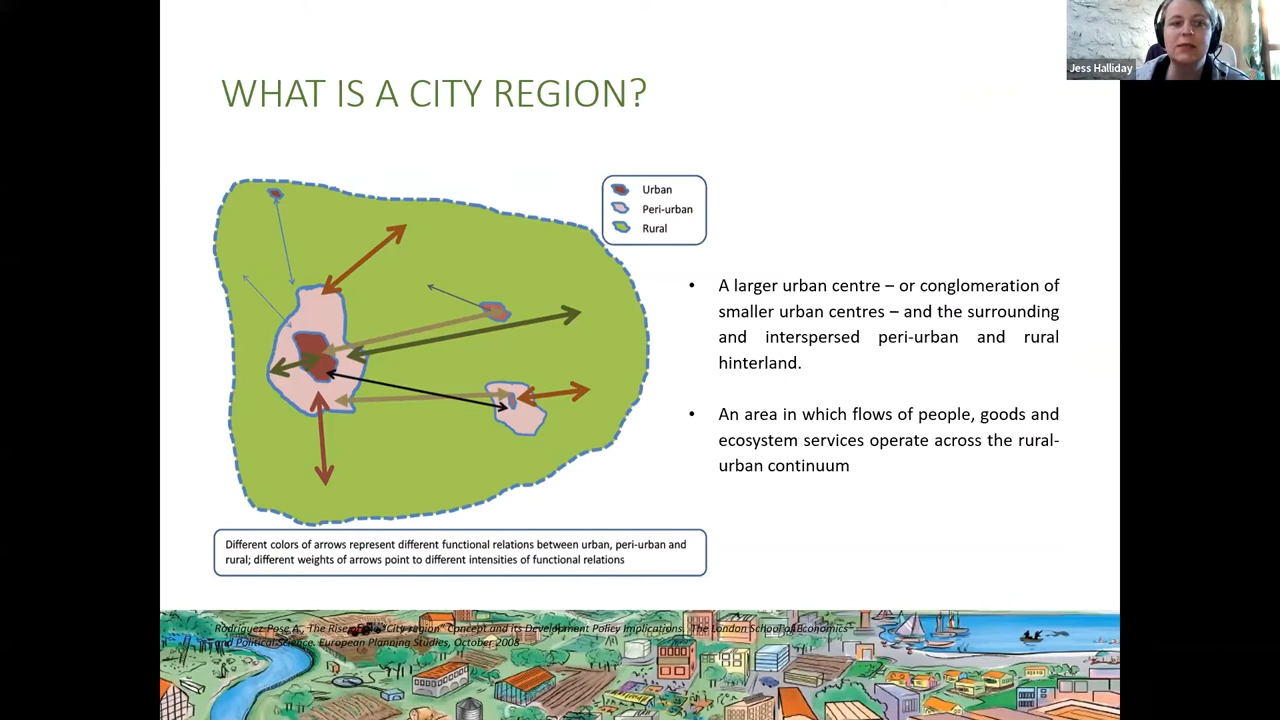 Jess Halliday
WHAT IS A CITY REGION?
Urban
Peri-urban
Rural
• A larger urban centre – or conglomeration of
smaller urban centres – and the surrounding
and interspersed peri-urban and rural
hinterland.
• An area in which flows of people, goods and
ecosystem services operate across the rural-
urban continuum
Different colors of arrows represent different functional relations between urban, peri-urban and
rural; different weights of arrows point to different intensities of functional relations
Rodriguez-Pose A., The Rise of the "City-region" Concept and its Development Policy Implications. The London School of Economics
and Political Science. European Planning Studies, October 2008